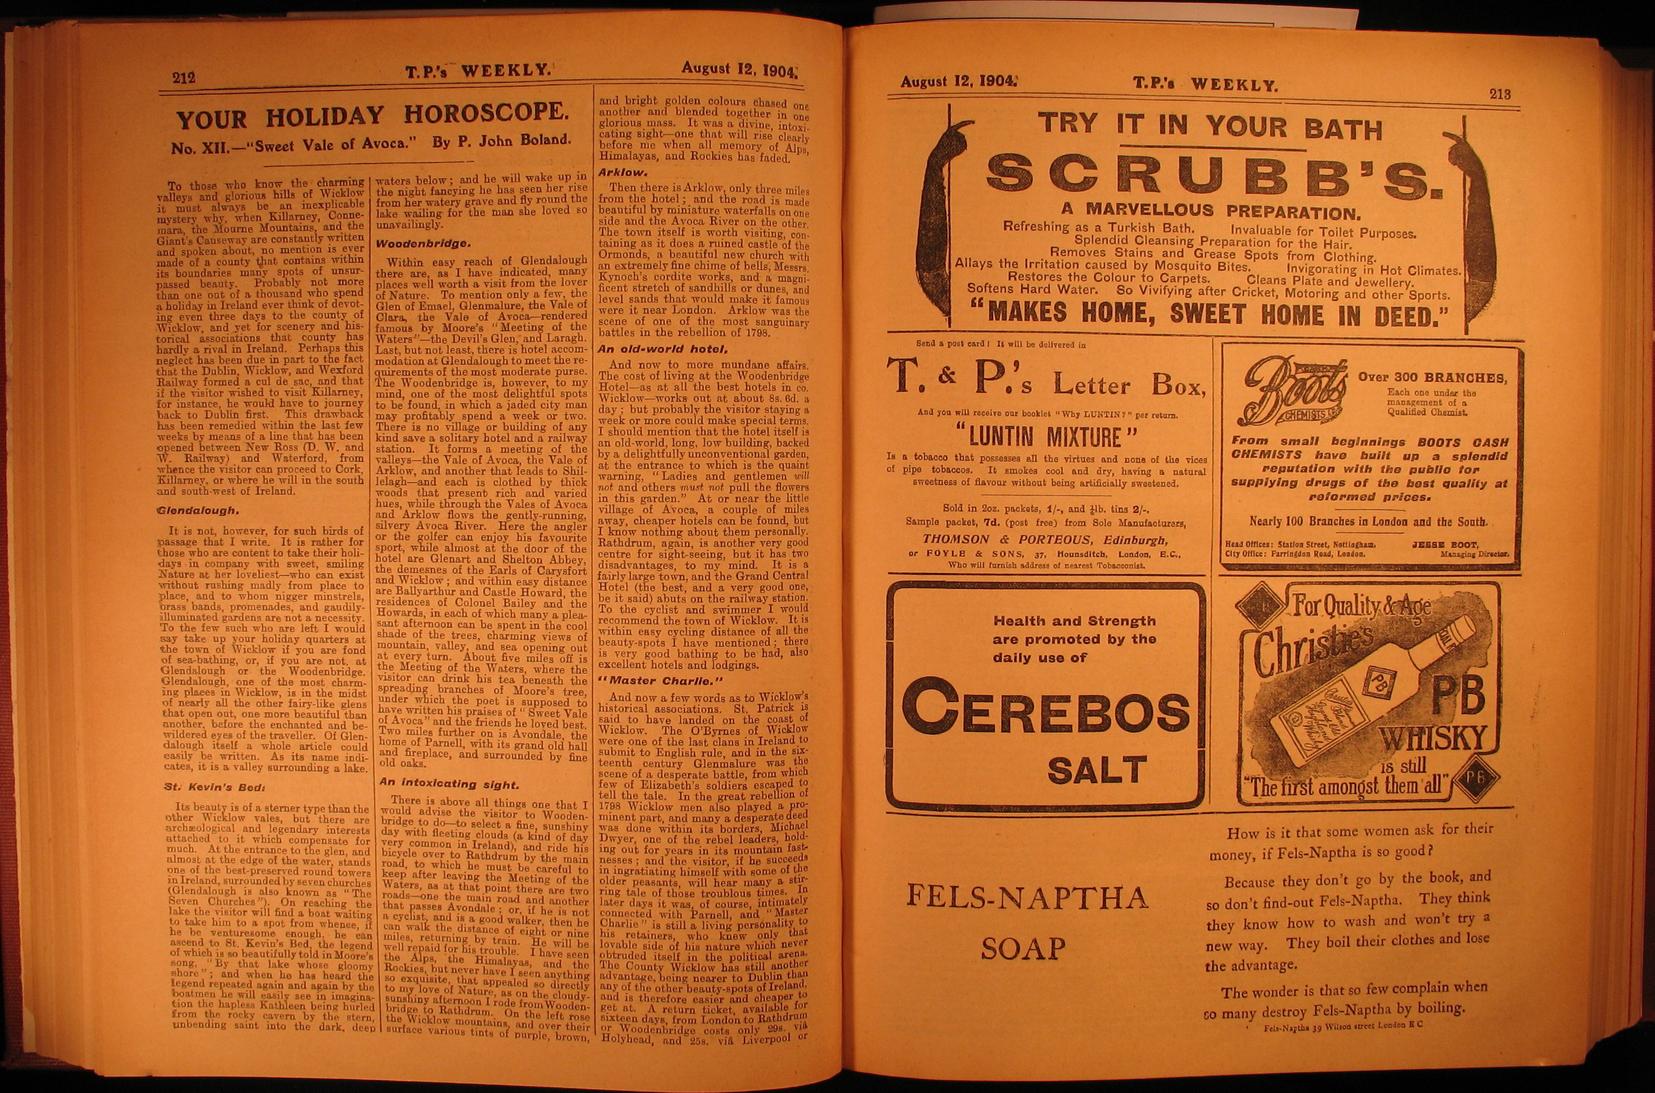 212
T.P.'s WEEKLY.
August 12, 1904.
YOUR HOLIDAY HOROSCOPE.
No. XII.—"Sweet Vale of Avoca." By P. John Boland.
To those who know the charming
valleys and glorious hills of Wicklow
it must always be an inexplicable
mystery why, when Killarney, Conne-
mara, the Mourne Mountains, and the
Giant's Causeway are constantly written
and spoken about, no mention is ever
made of a county that contains within
its boundaries many spots of unsur-
passed beauty. Probably not more
than one out of a thousand who spend
a holiday in Ireland ever think of devot-
ing even three days to the county of
Wicklow, and yet for scenery and his-
torical associations that county has
hardly a rival in Ireland. Perhaps this
neglect has been due in part to the fact
that the Dublin, Wicklow, and Wexford
Railway formed a cul de sac, and that
if the visitor wished to visit Killarney,
for instance, he would have to journey
back to Dublin first. This drawback
has been remedied within the last few
weeks by means of a line that has been
opened between New Ross (D. W. and
W. Railway) and Waterford, from
whence the visitor can proceed to Cork,
Killarney, or where he will in the south
and south-west of Ireland.
Glendalough.
It is not, however, for such birds of
passage that I write. It is rather for
those who are content to take their holi-
days in company with sweet, smiling
Nature at her loveliest—who can exist
without rushing madly from place to
place, and to whom nigger minstrels,
brass bands, promenades, and gaudily-
illuminated gardens are not a necessity.
To the few such who are left I would
say take up your holiday quarters at
the town of Wicklow if you are fond
of sea-bathing, or, if you are not, at
Glendalough or the Woodenbridge.
Glendalough, one of the most charm-
ing places in Wicklow, is in the midst
of nearly all the other fairy-like glens
that open out, one more beautiful than
another, before the enchanted and be-
wildered eyes of the traveller. Of Glen-
dalough itself a whole article could
easily be written. As its name indi-
cates, it is a valley surrounding a lake.
St. Kevin's Bed:
Its beauty is of a sterner type than the
other Wicklow vales, but there are
archæological and legendary interests
attached to it which compensate for
much. At the entrance to the glen, and
almost at the edge of the water, stands
one of the best-preserved round towers
in Ireland, surrounded by seven churches
(Glendalough is also known as "The
Seven Churches"). On reaching the
lake the visitor will find a boat waiting
to take him to a spot from whence, if
he be venturesome enough, he can
ascend to St. Kevin's Bed, the legend
of which is so beautifully told in Moore's
song, "By that lake whose gloomy
shore"; and when he has heard the
legend repeated again and again by the
boatmen he will easily see in imagina-
tion the hapless Kathleen being hurled
from the rocky cavern by the stern,
unbending saint into the dark, deep
waters below; and he will wake up in
the night fancying he has seen her rise
from her watery grave and fly round the
lake wailing for the man she loved so
unavailingly.
Woodenbridge.
Within easy reach of Glendalough
there are, as I have indicated, many
places well worth a visit from the lover
of Nature. To mention only a few, the
Glen of Emael, Glenmalure, the Vale of
Clara, the Vale of Avoca—rendered
famous by Moore's "Meeting of the
Waters"—the Devil's Glen, and Laragh.
Last, but not least, there is hotel accom-
modation at Glendalough to meet the re-
quirements of the most moderate purse.
The Woodenbridge is, however, to my
mind, one of the most delightful spots
to be found, in which a jaded city man
may profitably spend a week or two.
There is no village or building of any
kind save a solitary hotel and a railway
station. It forms a meeting of the
valleys—the Vale of Avoca, the Vale of
Arklow, and another that leads to Shil-
lelagh—and each is clothed by thick
woods that present rich and varied
hues, while through the Vales of Avoca
and Arklow flows the gently-running,
silvery Avoca River. Here the angler
or the golfer can enjoy his favourite
sport, while almost at the door of the
hotel are Glenart and Shelton Abbey,
the demesnes of the Earls of Carysfort
and Wicklow; and within easy distance
are Ballyarthur and Castle Howard, the
residences of Colonel Bailey and the
Howards, in each of which many a plea-
sant afternoon can be spent in the cool
shade of the trees, charming views of
mountain, valley, and sea opening out
at every turn. About five miles off is
the Meeting of the Waters, where the
visitor can drink his tea beneath the
spreading branches of Moore's tree,
under which the poet is supposed to
have written his praises of "Sweet Vale
of Avoca" and the friends he loved best.
Two miles further on is Avondale, the
home of Parnell, with its grand old hall
and fireplace, and surrounded by fine
old oaks.
An intoxicating sight.
There is above all things one that I
would advise the visitor to Wooden-
bridge to do—to select a fine, sunshiny
day with fleeting clouds (a kind of day
very common in Ireland), and ride his
bicycle over to Rathdrum by the main
road, to which he must be careful to
keep after leaving the Meeting of the
Waters, as at that point there are two
roads—one the main road and another
that passes Avondale; or, if he is not
a cyclist, and is a good walker, then he
can walk the distance of eight or nine
miles, returning by train. He will be
well repaid for his trouble. I have seen
the Alps, the Himalayas, and the
Rockies, but never have I seen anything
so exquisite, that appealed so directly
to my love of Nature, as on the cloudy-
sunshiny afternoon I rode from Wooden-
bridge to Rathdrum. On the left rose
the Wicklow mountains, and over their
surface various tints of purple, brown,
and bright golden colours chased one
another and blended together in one
glorious mass. It was a divine, intoxi-
cating sight—one that will rise clearly
before me when all memory of Alps,
Himalayas, and Rockies has faded.
Arklow.
Then there is Arklow, only three miles
from the hotel; and the road is made
beautiful by miniature waterfalls on one
side and the Avoca River on the other.
The town itself is worth visiting, con-
taining as it does a ruined castle of the
Ormonds, a beautiful new church with
an extremely fine chime of bells, Messrs.
Kynoch's cordite works, and a magni-
ficent stretch of sandhills or dunes, and
level sands that would make it famous
were it near London. Arklow was the
scene of one of the most sanguinary
battles in the rebellion of 1798.
An old-world hotel.
And now to more mundane affairs.
The cost of living at the Woodenbridge
Hotel—as at all the best hotels in co.
Wicklow—works out at about 8s. 6d. a
day; but probably the visitor staying a
week or more could make special terms.
I should mention that the hotel itself is
an old-world, long, low building, backed
by a delightfully unconventional garden,
at the entrance to which is the quaint
warning, "Ladies and gentlemen will
not and others must not pull the flowers
in this garden." At or near the little
village of Avoca, a couple of miles
away, cheaper hotels can be found, but
I know nothing about them personally.
Rathdrum, again, is another very good
centre for sight-seeing, but it has two
disadvantages, to my mind. It is a
fairly large town, and the Grand Central
Hotel (the best, and a very good one,
be it said) abuts on the railway station.
To the cyclist and swimmer I would
recommend the town of Wicklow. It is
within easy cycling distance of all the
beauty-spots I have mentioned; there
is very good bathing to be had, also
excellent hotels and lodgings.
"Master Charlie."
And now a few words as to Wicklow's
historical associations. St. Patrick is
said to have landed on the coast of
Wicklow. The O'Byrnes of Wicklow
were one of the last clans in Ireland to
submit to English rule, and in the six-
teenth century Glenmalure was the
scene of a desperate battle, from which
few of Elizabeth's soldiers escaped to
tell the tale. In the great rebellion of
1798 Wicklow men also played a pro-
minent part, and many a desperate deed
was done within its borders, Michael
Dwyer, one of the rebel leaders, hold-
ing out for years in its mountain fast-
nesses; and the visitor, if he succeeds
in ingratiating himself with some of the
older peasants, will hear many a stir-
ring tale of those troublous times. In
later days it was, of course, intimately
connected with Parnell, and "Master
Charlie" is still a living personality to
his retainers, who knew only that
lovable side of his nature which never
obtruded itself in the political arena.
The County Wicklow has still another
advantage, being nearer to Dublin than
any of the other beauty-spots of Ireland,
and is therefore easier and cheaper to
get at. A return ticket, available for
sixteen days, from London to Rathdrum
or Woodenbridge costs only 29s. viâ
Holyhead, and 25s. viâ Liverpool or
August 12, 1904.
T.P.'s WEEKLY.
213
TRY IT IN YOUR BATH
SCRUBB'S.
A MARVELLOUS PREPARATION.
Refreshing as a Turkish Bath. Invaluable for Toilet Purposes.
Splendid Cleansing Preparation for the Hair.
Removes Stains and Grease Spots from Clothing.
Allays the Irritation caused by Mosquito Bites. Invigorating in Hot Climates.
Restores the Colour to Carpets. Cleans Plate and Jewellery.
Softens Hard Water. So Vivifying after Cricket, Motoring and other Sports.
"MAKES HOME, SWEET HOME IN DEED."
Send a post card! It will be delivered in
T. & P.'s Letter Box,
And you will receive our booklet "Why LUNTIN?" per return.
"LUNTIN MIXTURE"
Is a tobacco that possesses all the virtues and none of the vices
of pipe tobaccos. It smokes cool and dry, having a natural
sweetness of flavour without being artificially sweetened.
Sold in 2oz. packets, 1/-, and ¼lb. tins 2/-,
Sample packet, 7d. (post free) from Sole Manufacturers,
THOMSON & PORTEOUS, Edinburgh,
or FOYLE & SONS, 37, Hounsditch, London, E.C.,
Who will furnish address of nearest Tobacconist.
Boots
CHEMISTS LTD
Over 300 BRANCHES,
Each one under the
management of a
Qualified Chemist.
From small beginnings BOOTS CASH
CHEMISTS have built up a splendid
reputation with the public for
supplying drugs of the best quality at
reformed prices.
Nearly 100 Branches in London and the South.
Head Offices: Station Street, Nottingham.
City Office: Farringdon Road, London.
JESSE BOOT,
Managing Director.
Health and Strength
are promoted by the
daily use of
CEREBOS
SALT
For Quality & Age
Christie's
PB
PB
WHISKY
is still
"The first amongst them all"
PB
FELS-NAPTHA
SOAP
How is it that some women ask for their
money, if Fels-Naptha is so good?
Because they don't go by the book, and
so don't find-out Fels-Naptha. They think
they know how to wash and won't try a
new way. They boil their clothes and lose
the advantage.
The wonder is that so few complain when
so many destroy Fels-Naptha by boiling.
Fels-Naptha 39 Wilson street London E C